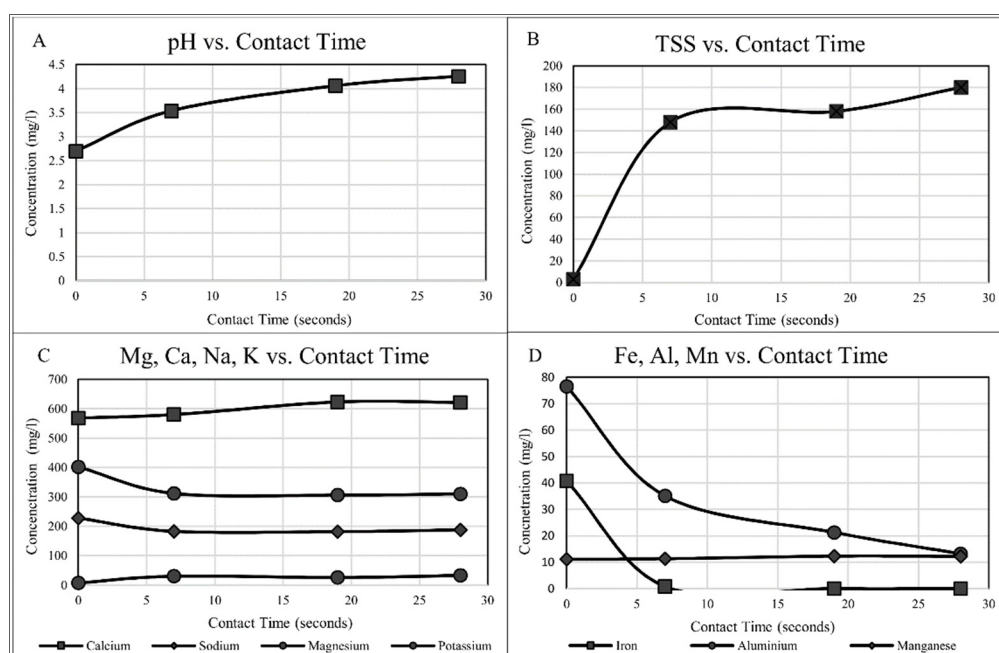 A
pH vs. Contact Time
Concentration (mg/l)
4.5
4
3.5
3
2.5
2
1.5
1
0.5
0
0 5 10 15 20 25 30
Contact Time (seconds)
B
TSS vs. Contact Time
Concentration (mg/l)
200
180
160
140
120
100
80
60
40
20
0
0 5 10 15 20 25 30
Contact Time (seconds)
C
Mg, Ca, Na, K vs. Contact Time
Concenctration (mg/l)
700
600
500
400
300
200
100
0
0 5 10 15 20 25 30
Contact Time (seconds)
Calcium Sodium Magnesium Potassium
D
Fe, Al, Mn vs. Contact Time
Concnetration (mg/l)
80
70
60
50
40
30
20
10
0
0 5 10 15 20 25 30
Contact Time (seconds)
Iron Aluminium Manganese